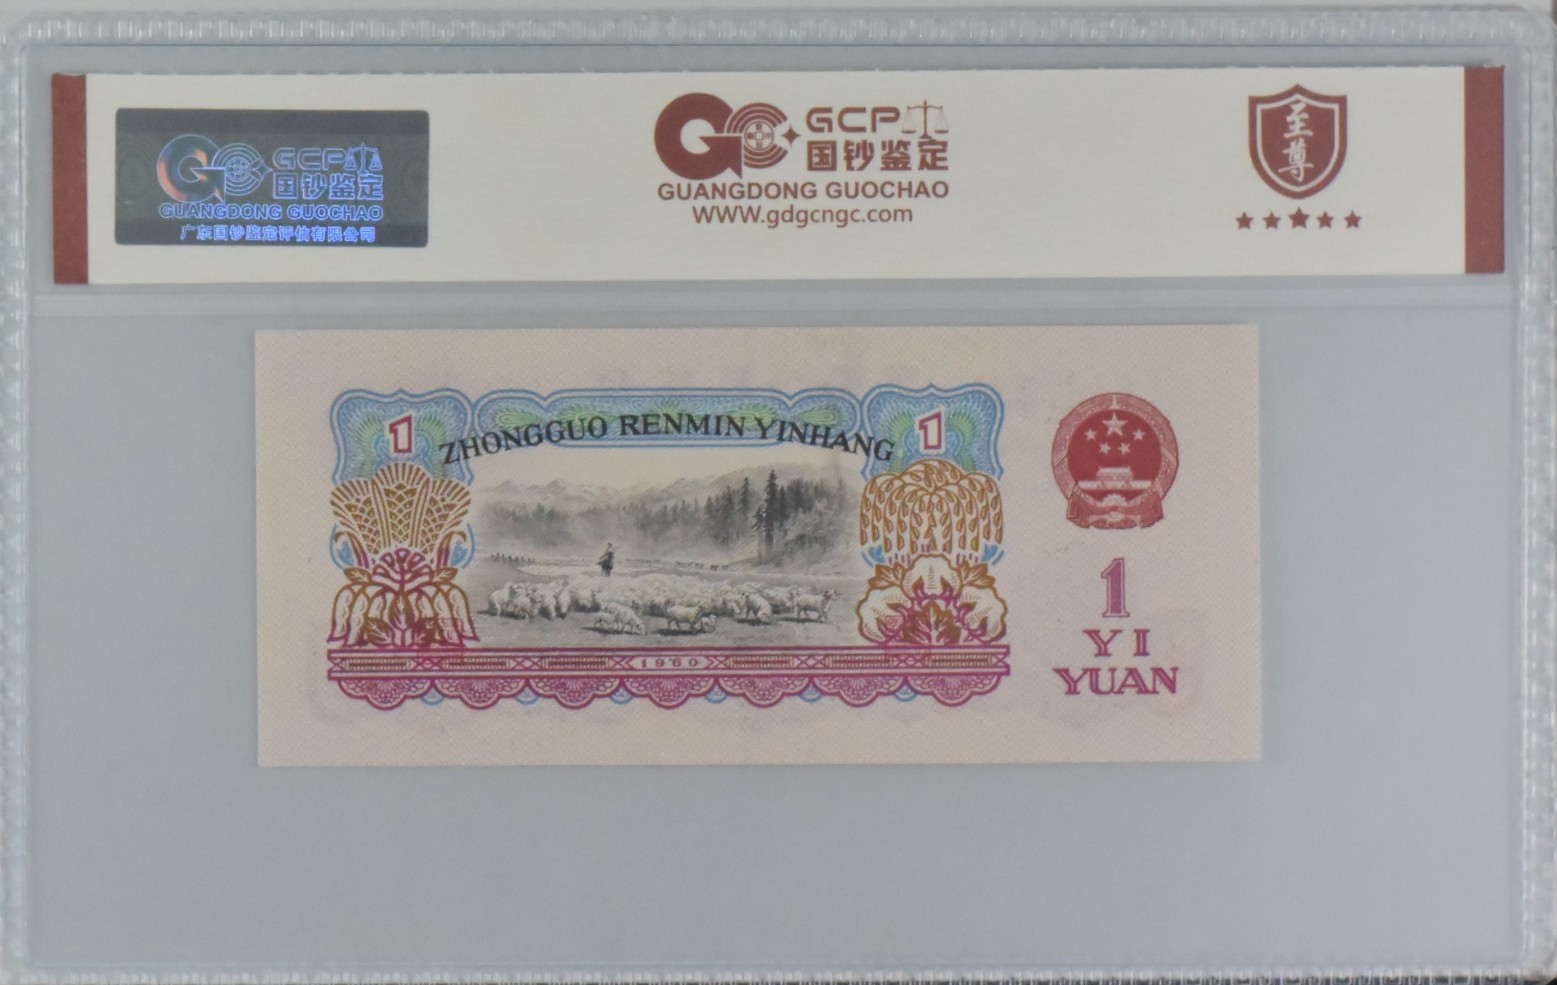 GCP
国钞鉴定
GUANGDONG GUOCHAO
广东国钞鉴定评估有限公司
GCP
国钞鉴定
GUANGDONG GUOCHAO
WWW.gdgcngc.com
至尊
1
ZHONGGUO RENMIN YINHANG
1
1960
1
YI
YUAN